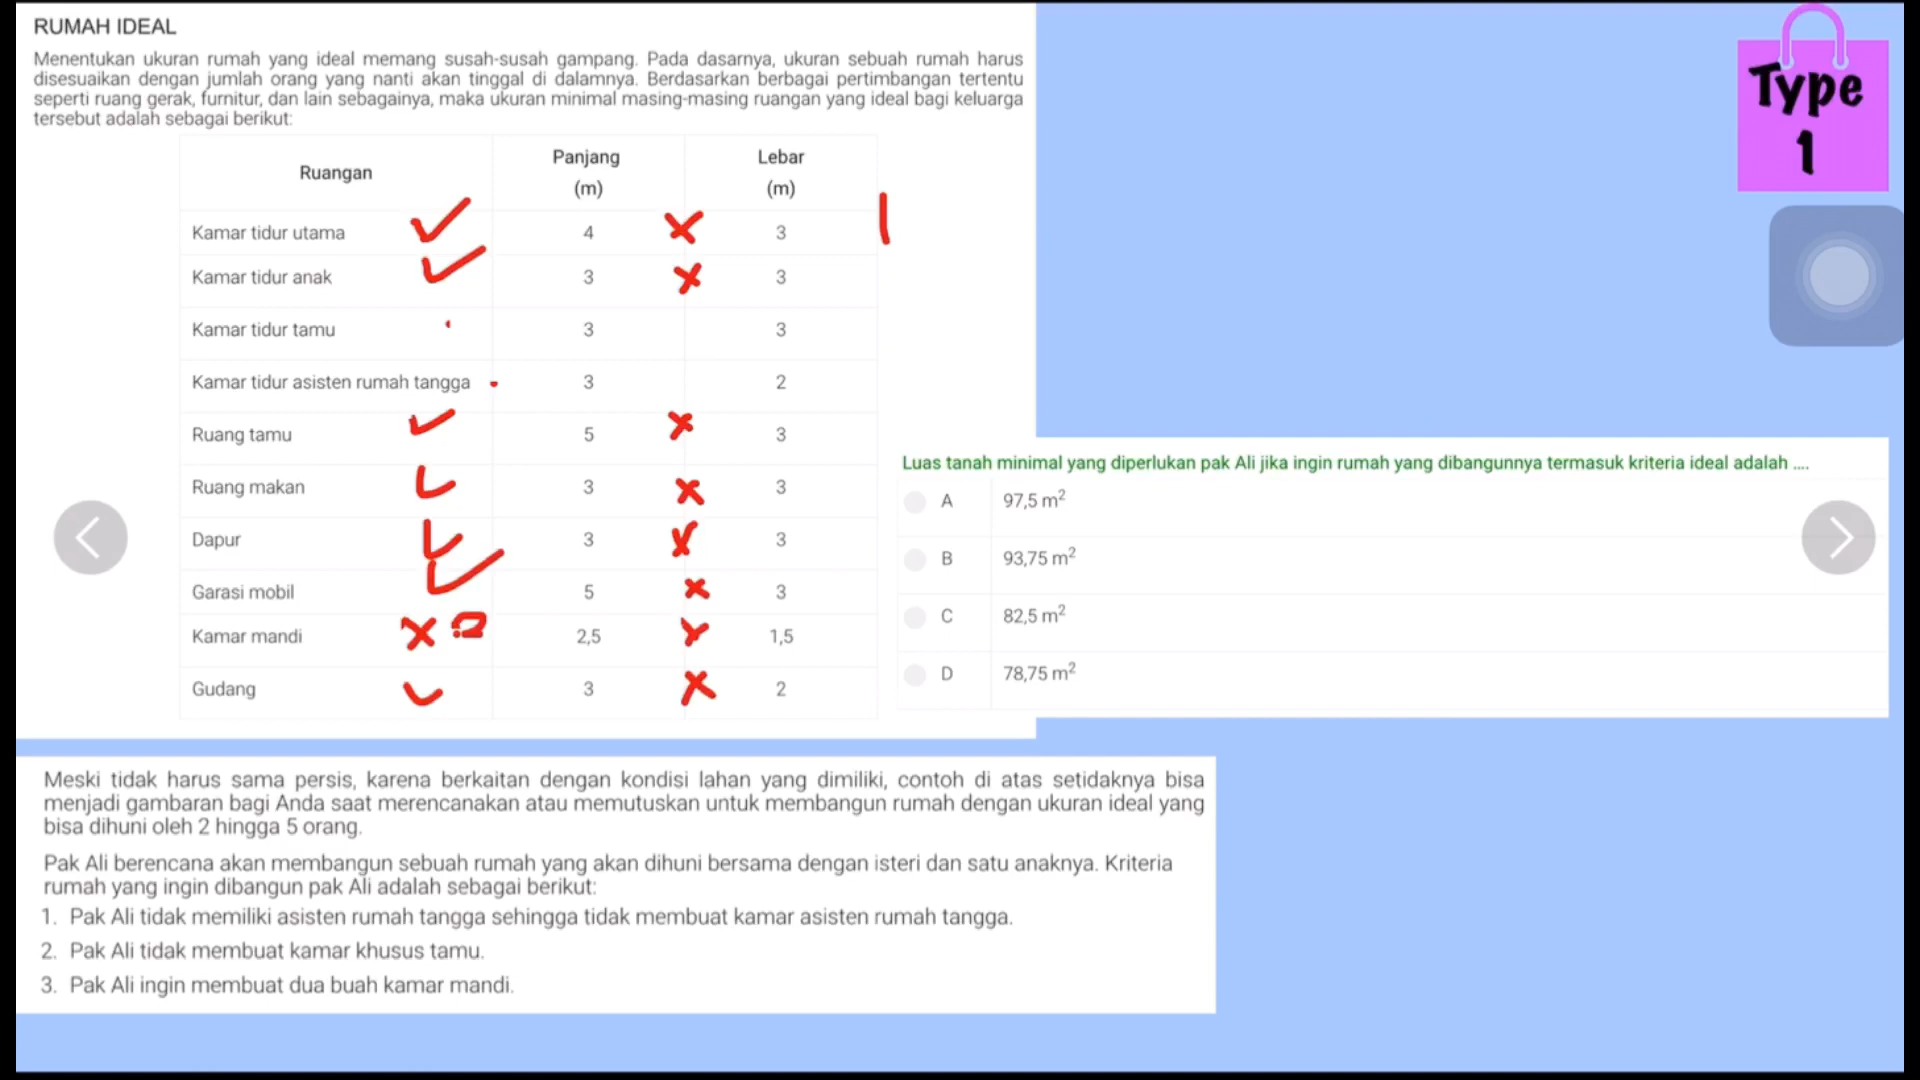 RUMAH IDEAL
Menentukan ukuran rumah yang ideal memang susah-susah gampang. Pada dasarnya, ukuran sebuah rumah harus
disesuaikan dengan jumlah orang yang nanti akan tinggal di dalamnya. Berdasarkan berbagai pertimbangan tertentu
seperti ruang gerak, furnitur, dan lain sebagainya, maka ukuran minimal masing-masing ruangan yang ideal bagi keluarga
tersebut adalah sebagai berikut:
Ruangan Panjang (m) Lebar (m)
Kamar tidur utama 4 3
Kamar tidur anak 3 3
Kamar tidur tamu 3 3
Kamar tidur asisten rumah tangga 3 2
Ruang tamu 5 3
Ruang makan 3 3
Dapur 3 3
Garasi mobil 5 3
Kamar mandi 2,5 1,5
Gudang 3 2
Type
1
Luas tanah minimal yang diperlukan pak Ali jika ingin rumah yang dibangunnya termasuk kriteria ideal adalah ....
A 97,5 m²
B 93,75 m²
C 82,5 m²
D 78,75 m²
Meski tidak harus sama persis, karena berkaitan dengan kondisi lahan yang dimiliki, contoh di atas setidaknya bisa
menjadi gambaran bagi Anda saat merencanakan atau memutuskan untuk membangun rumah dengan ukuran ideal yang
bisa dihuni oleh 2 hingga 5 orang.
Pak Ali berencana akan membangun sebuah rumah yang akan dihuni bersama dengan isteri dan satu anaknya. Kriteria
rumah yang ingin dibangun pak Ali adalah sebagai berikut:
1. Pak Ali tidak memiliki asisten rumah tangga sehingga tidak membuat kamar asisten rumah tangga.
2. Pak Ali tidak membuat kamar khusus tamu.
3. Pak Ali ingin membuat dua buah kamar mandi.